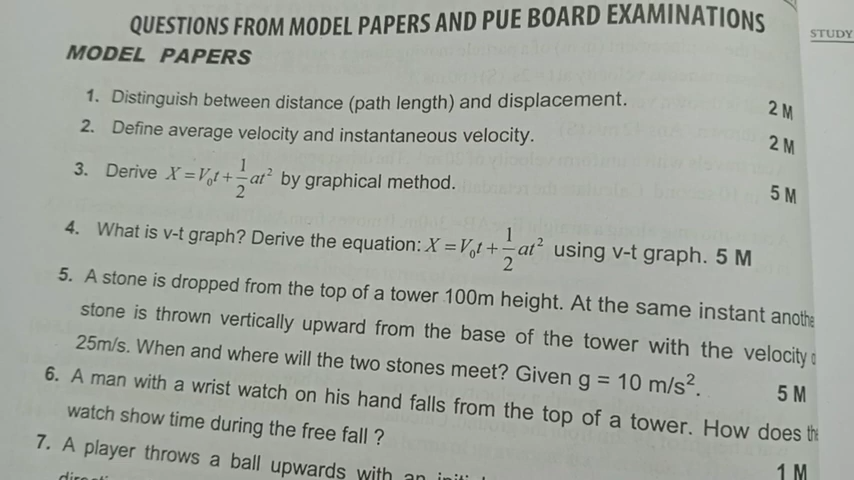 QUESTIONS FROM MODEL PAPERS AND PUE BOARD EXAMINATIONS
STUDY
MODEL PAPERS
1. Distinguish between distance (path length) and displacement. 2 M
2. Define average velocity and instantaneous velocity. 2 M
3. Derive X = V₀t + 1/2 at² by graphical method. 5 M
4. What is v-t graph? Derive the equation: X = V₀t + 1/2 at² using v-t graph. 5 M
5. A stone is dropped from the top of a tower 100m height. At the same instant anothe
stone is thrown vertically upward from the base of the tower with the velocity
25m/s. When and where will the two stones meet? Given g = 10 m/s². 5 M
6. A man with a wrist watch on his hand falls from the top of a tower. How does th
watch show time during the free fall ? 1 M
7. A player throws a ball upwards with an